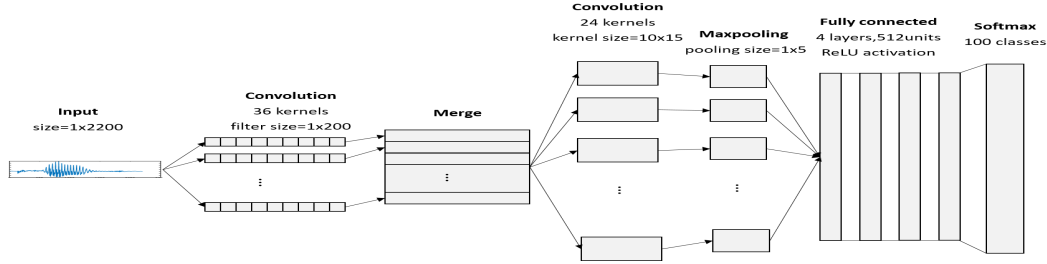 Input
size=1x2200
Convolution
36 kernels
filter size=1x200
Merge
Convolution
24 kernels
kernel size=10x15
Maxpooling
pooling size=1x5
Fully connected
4 layers,512units
ReLU activation
Softmax
100 classes